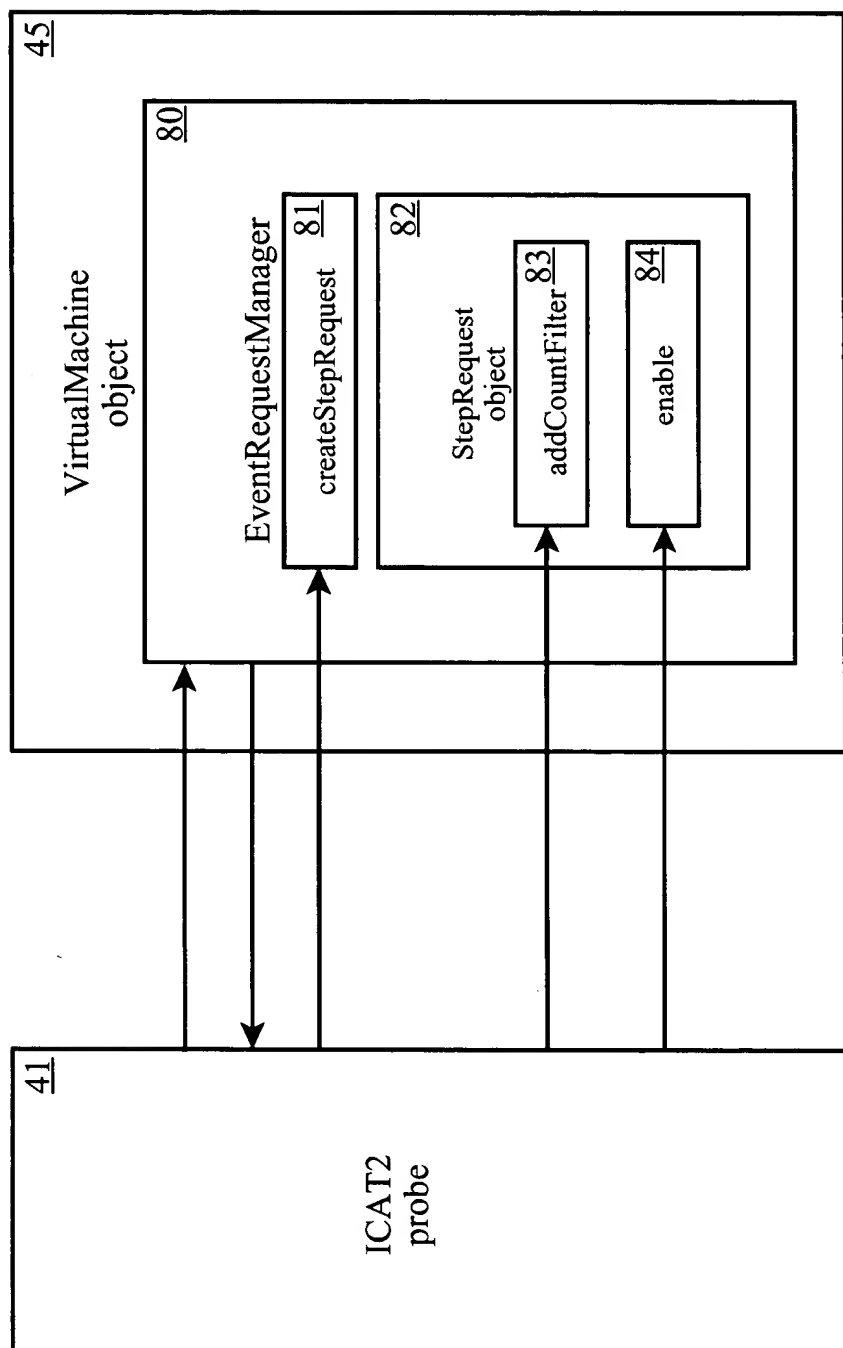 ICAT2
probe
41
VirtualMachine
object
45
EventRequestManager
80
createStepRequest
81
StepRequest
object
82
addCountFilter
83
enable
84